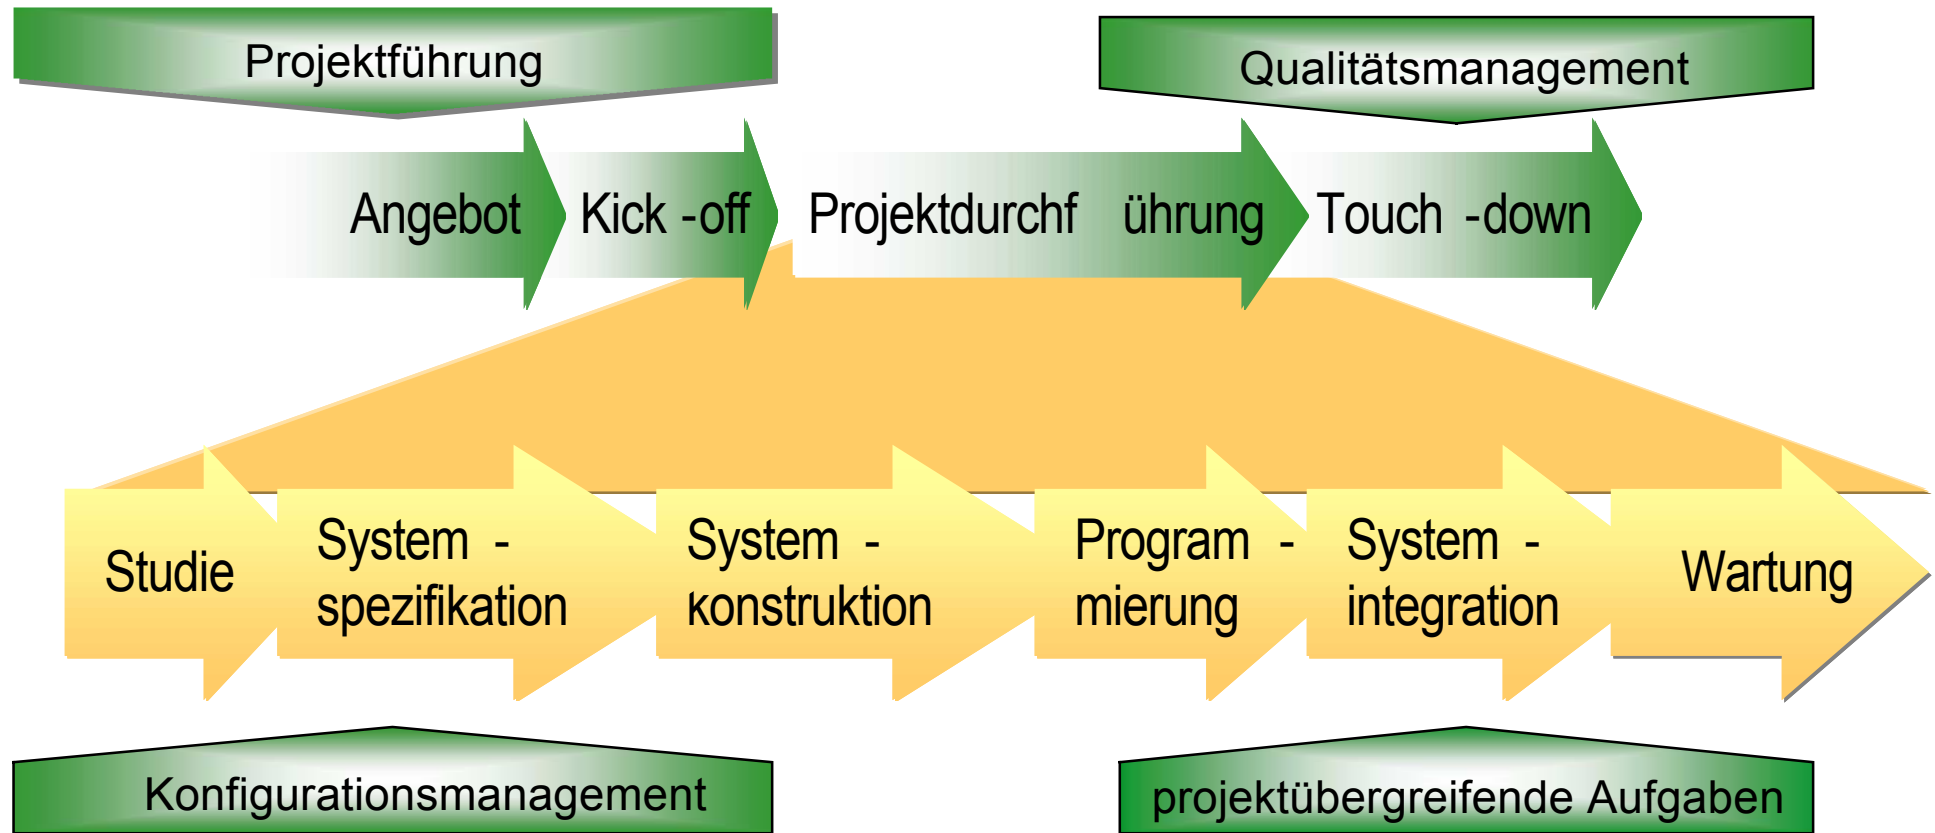 Projektführung
Qualitätsmanagement
Angebot
Kick -off
Projektdurchf ührung
Touch -down
Studie
System -
spezifikation
System -
konstruktion
Program -
mierung
System -
integration
Wartung
Konfigurationsmanagement
projektübergreifende Aufgaben